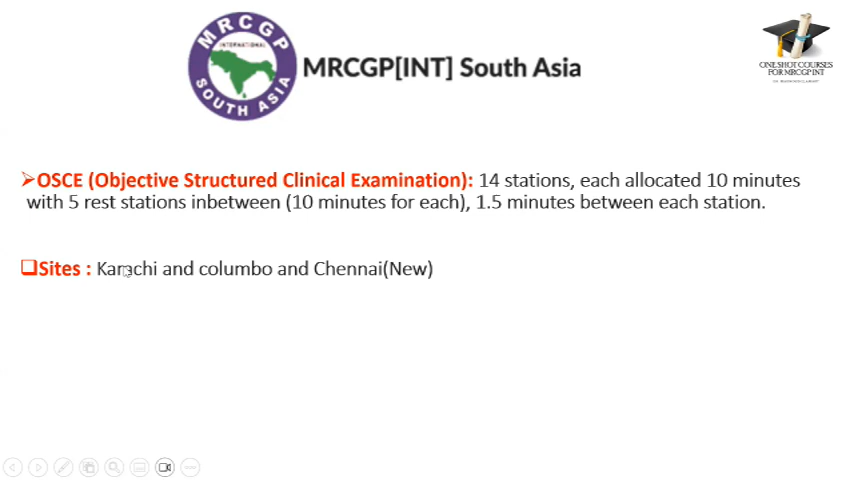 MRCGP
INTERNATIONAL
SOUTH ASIA
MRCGP[INT] South Asia
ONE SHOT COURSES
FOR MRCGP INT
➢OSCE (Objective Structured Clinical Examination): 14 stations, each allocated 10 minutes
with 5 rest stations inbetween (10 minutes for each), 1.5 minutes between each station.
❑Sites : Karachi and columbo and Chennai(New)